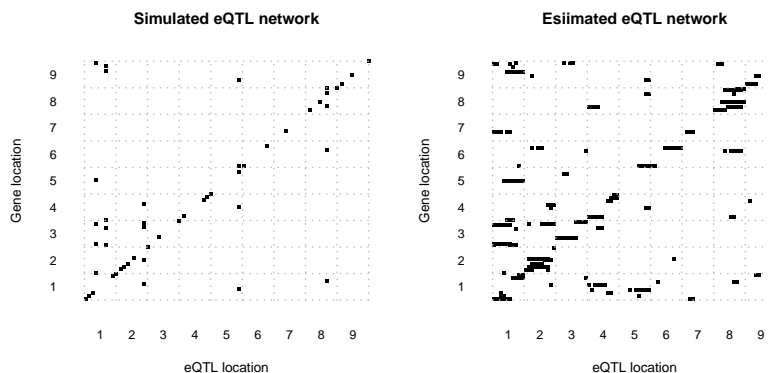 Simulated eQTL network
Esiimated eQTL network
Gene location
9
8
7
6
5
4
3
2
1
1 2 3 4 5 6 7 8 9
eQTL location
Gene location
9
8
7
6
5
4
3
2
1
1 2 3 4 5 6 7 8 9
eQTL location